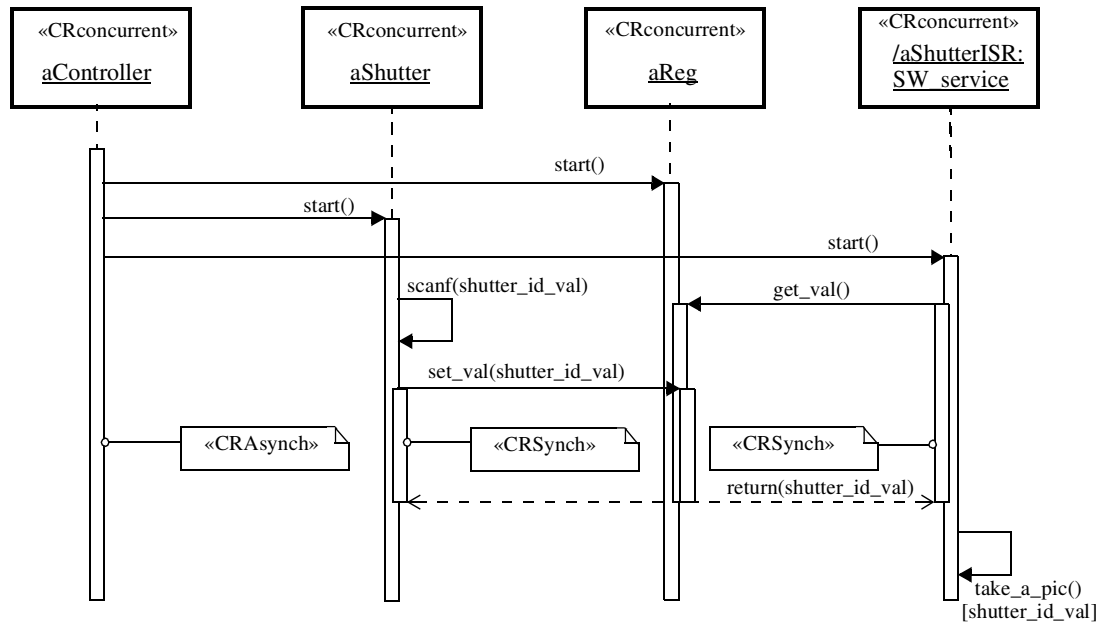 «CRconcurrent»
aController
«CRconcurrent»
aShutter
«CRconcurrent»
aReg
«CRconcurrent»
/aShutterISR:
SW_service
start()
start()
start()
scanf(shutter_id_val)
get_val()
set_val(shutter_id_val)
«CRAsynch»
«CRSynch»
«CRSynch»
return(shutter_id_val)
take_a_pic()
[shutter_id_val]